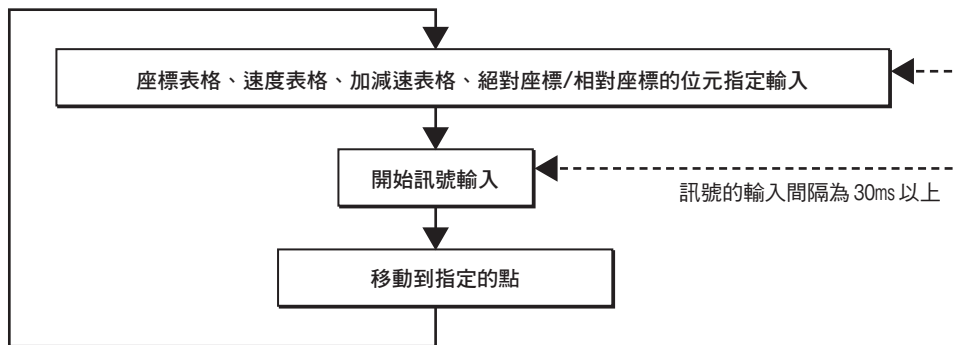 座標表格、速度表格、加減速表格、絕對座標/相對座標的位元指定輸入
開始訊號輸入
訊號的輸入間隔為 30ms 以上
移動到指定的點